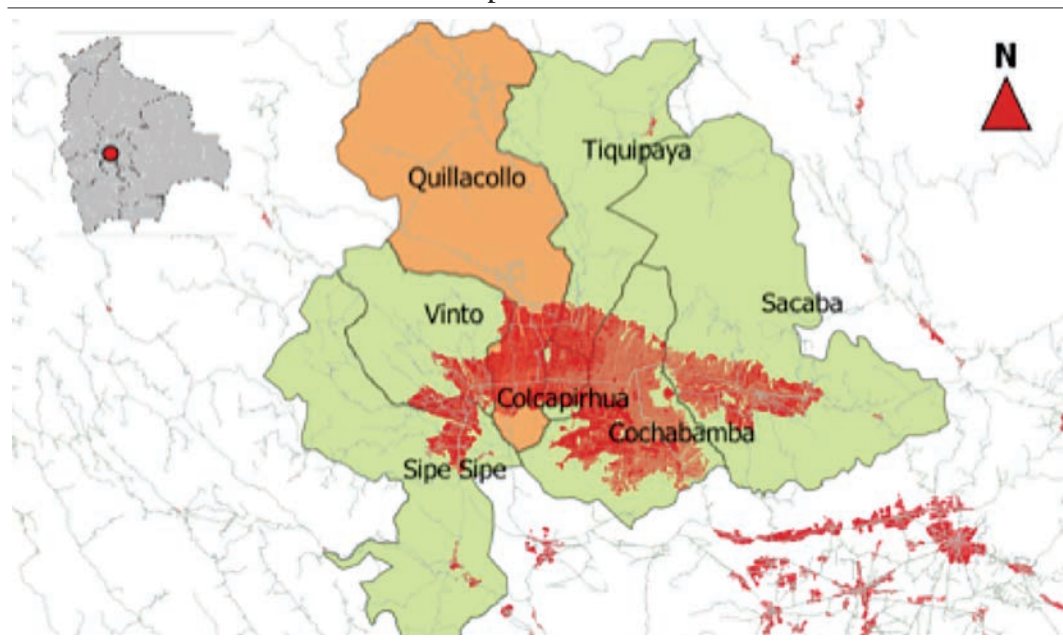 N
Tiquipaya
Quillacollo
Sacaba
Vinto
Colcapirhua
Cochabamba
Sipe Sipe